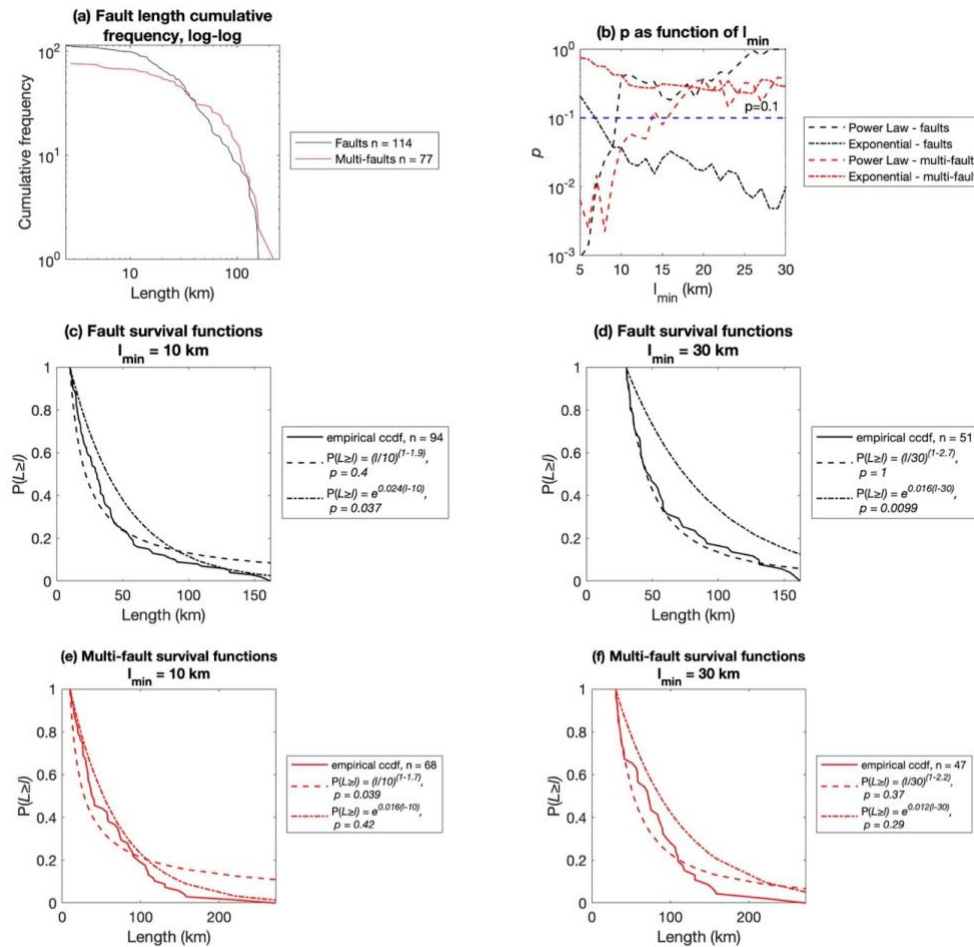 (a) Fault length cumulative
frequency, log-log
10²
10¹
10⁰
Cumulative frequency
10
100
Length (km)
Faults n = 114
Multi-faults n = 77
(b) p as function of l_min
10⁰
10⁻¹
10⁻²
10⁻³
p
p=0.1
5
10
15
20
25
30
l_min (km)
Power Law - faults
Exponential - faults
Power Law - multi-fault
Exponential - multi-fault
(c) Fault survival functions
l_min = 10 km
1
0.8
0.6
0.4
0.2
0
P(L≥l)
0
50
100
150
Length (km)
empirical ccdf, n = 94
P(L≥l) = (l/10)^(1-1.9),
p = 0.4
P(L≥l) = e^0.024(l-10),
p = 0.037
(d) Fault survival functions
l_min = 30 km
1
0.8
0.6
0.4
0.2
0
P(L≥l)
0
50
100
150
Length (km)
empirical ccdf, n = 51
P(L≥l) = (l/30)^(1-2.7),
p = 1
P(L≥l) = e^0.016(l-30),
p = 0.0099
(e) Multi-fault survival functions
l_min = 10 km
1
0.8
0.6
0.4
0.2
0
P(L≥l)
0
100
200
Length (km)
empirical ccdf, n = 68
P(L≥l) = (l/10)^(1-1.7),
p = 0.039
P(L≥l) = e^0.016(l-10),
p = 0.42
(f) Multi-fault survival functions
l_min = 30 km
1
0.8
0.6
0.4
0.2
0
P(L≥l)
0
100
200
Length (km)
empirical ccdf, n = 47
P(L≥l) = (l/30)^(1-2.2),
p = 0.37
P(L≥l) = e^0.012(l-30),
p = 0.29